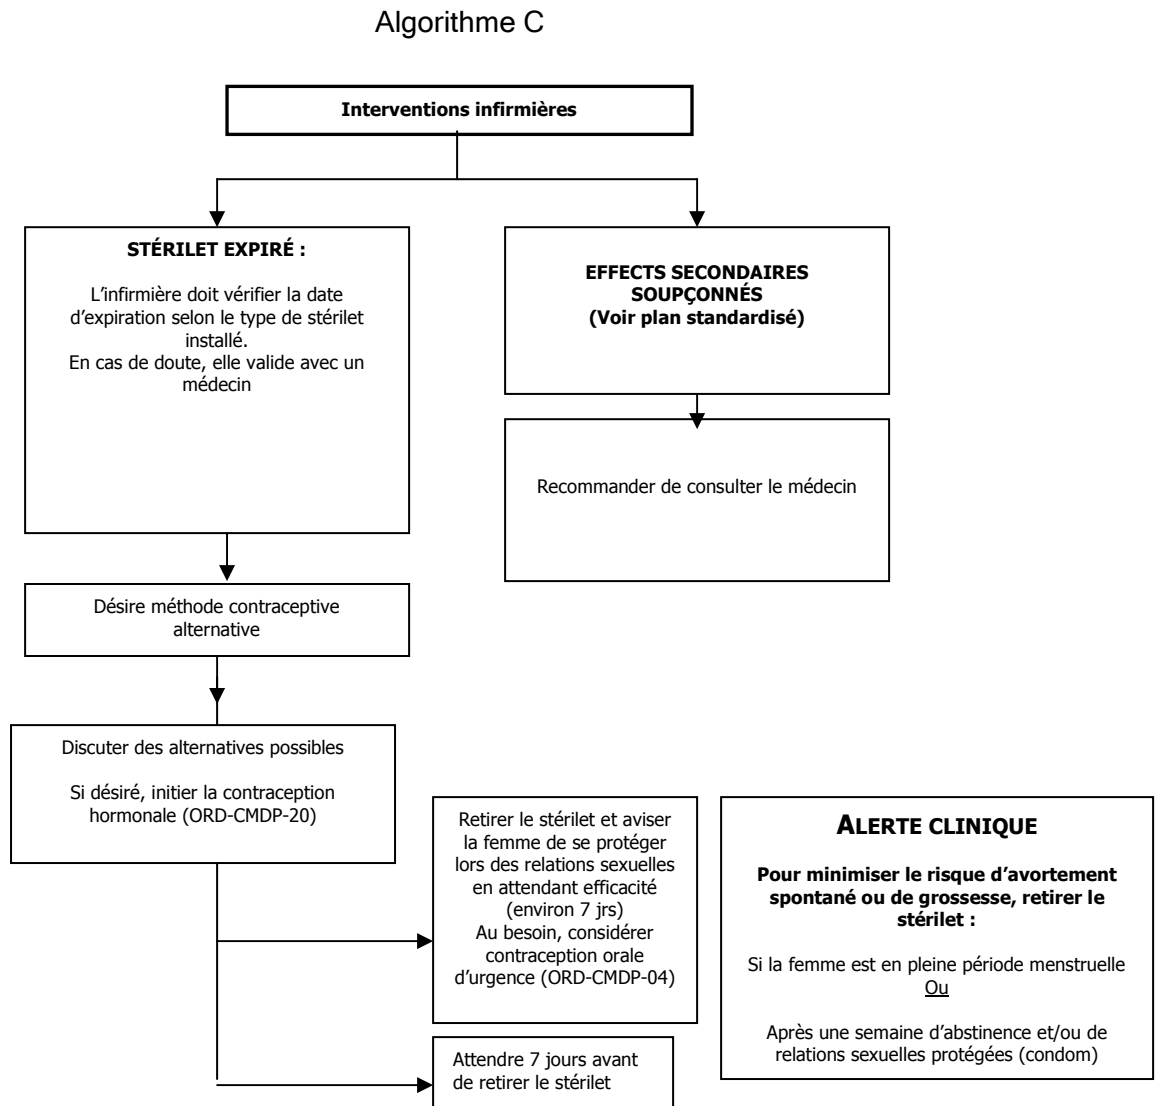 Algorithme C
Interventions infirmières
STÉRILET EXPIRÉ :
L'infirmière doit vérifier la date
d'expiration selon le type de stérilet
installé.
En cas de doute, elle valide avec un
médecin
EFFECTS SECONDAIRES
SOUPÇONNÉS
(Voir plan standardisé)
Recommander de consulter le médecin
Désire méthode contraceptive
alternative
Discuter des alternatives possibles
Si désiré, initier la contraception
hormonale (ORD-CMDP-20)
Retirer le stérilet et aviser
la femme de se protéger
lors des relations sexuelles
en attendant efficacité
(environ 7 jrs)
Au besoin, considérer
contraception orale
d'urgence (ORD-CMDP-04)
Attendre 7 jours avant
de retirer le stérilet
ALERTE CLINIQUE
Pour minimiser le risque d'avortement
spontané ou de grossesse, retirer le
stérilet :
Si la femme est en pleine période menstruelle
Ou
Après une semaine d'abstinence et/ou de
relations sexuelles protégées (condom)